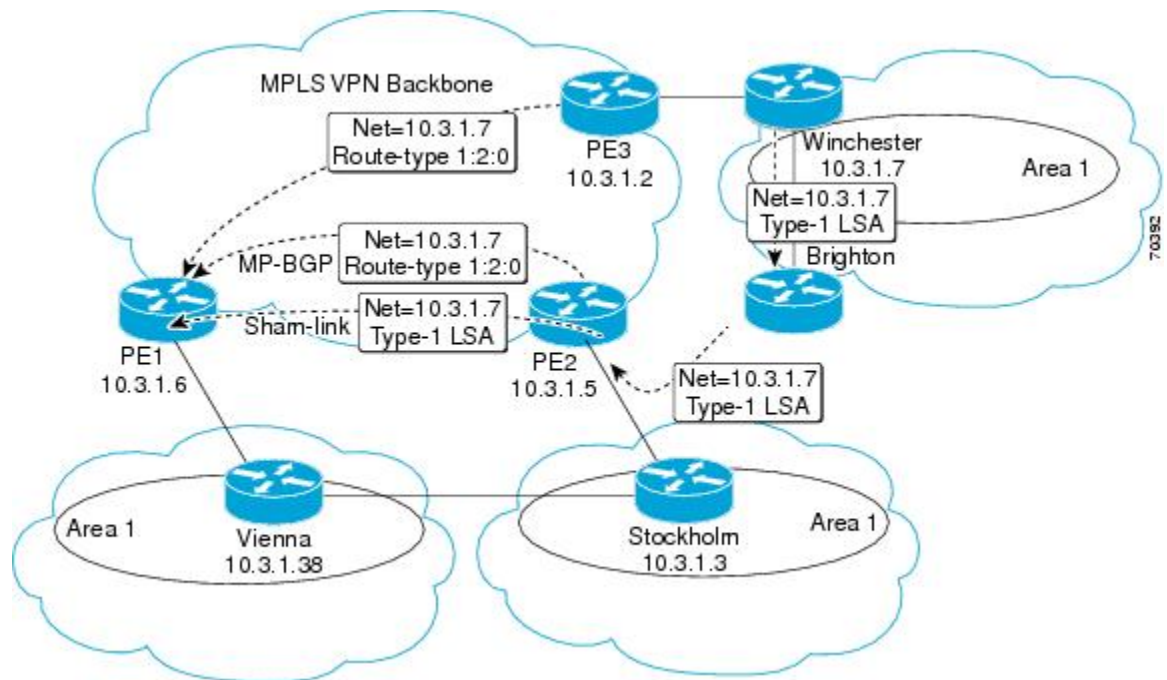 MPLS VPN Backbone
Net=10.3.1.7
Route-type 1:2:0
PE3
10.3.1.2
Winchester
10.3.1.7
Area 1
Net=10.3.1.7
Type-1 LSA
Brighton
70392
MP-BGP
Net=10.3.1.7
Route-type 1:2:0
Sham-link
Net=10.3.1.7
Type-1 LSA
PE1
10.3.1.6
PE2
10.3.1.5
Net=10.3.1.7
Type-1 LSA
Area 1
Vienna
10.3.1.38
Stockholm
10.3.1.3
Area 1